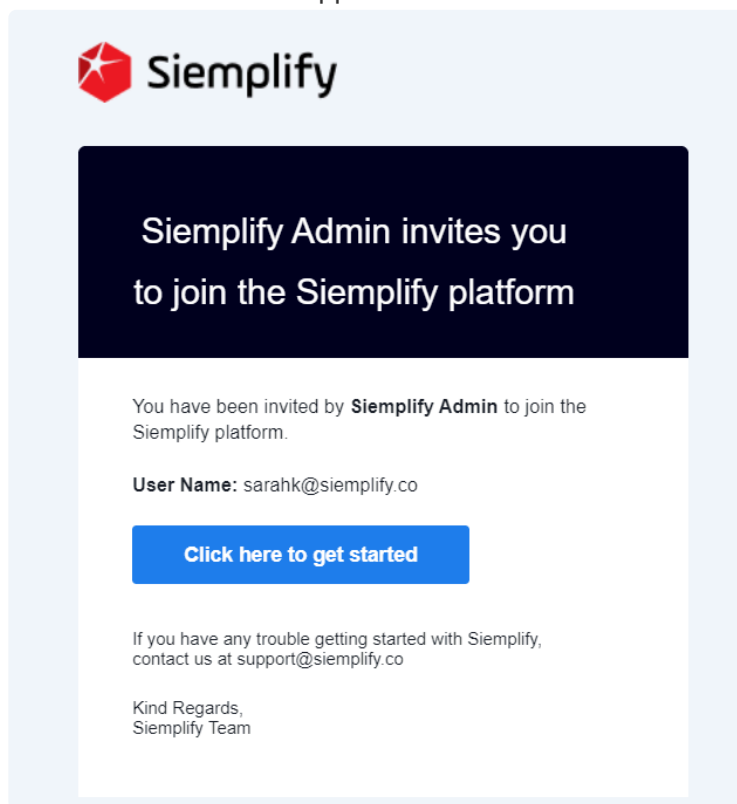 Siemplify
Siemplify Admin invites you
to join the Siemplify platform
You have been invited by Siemplify Admin to join the
Siemplify platform.
User Name: sarahk@siemplify.co
Click here to get started
If you have any trouble getting started with Siemplify,
contact us at support@siemplify.co
Kind Regards,
Siemplify Team